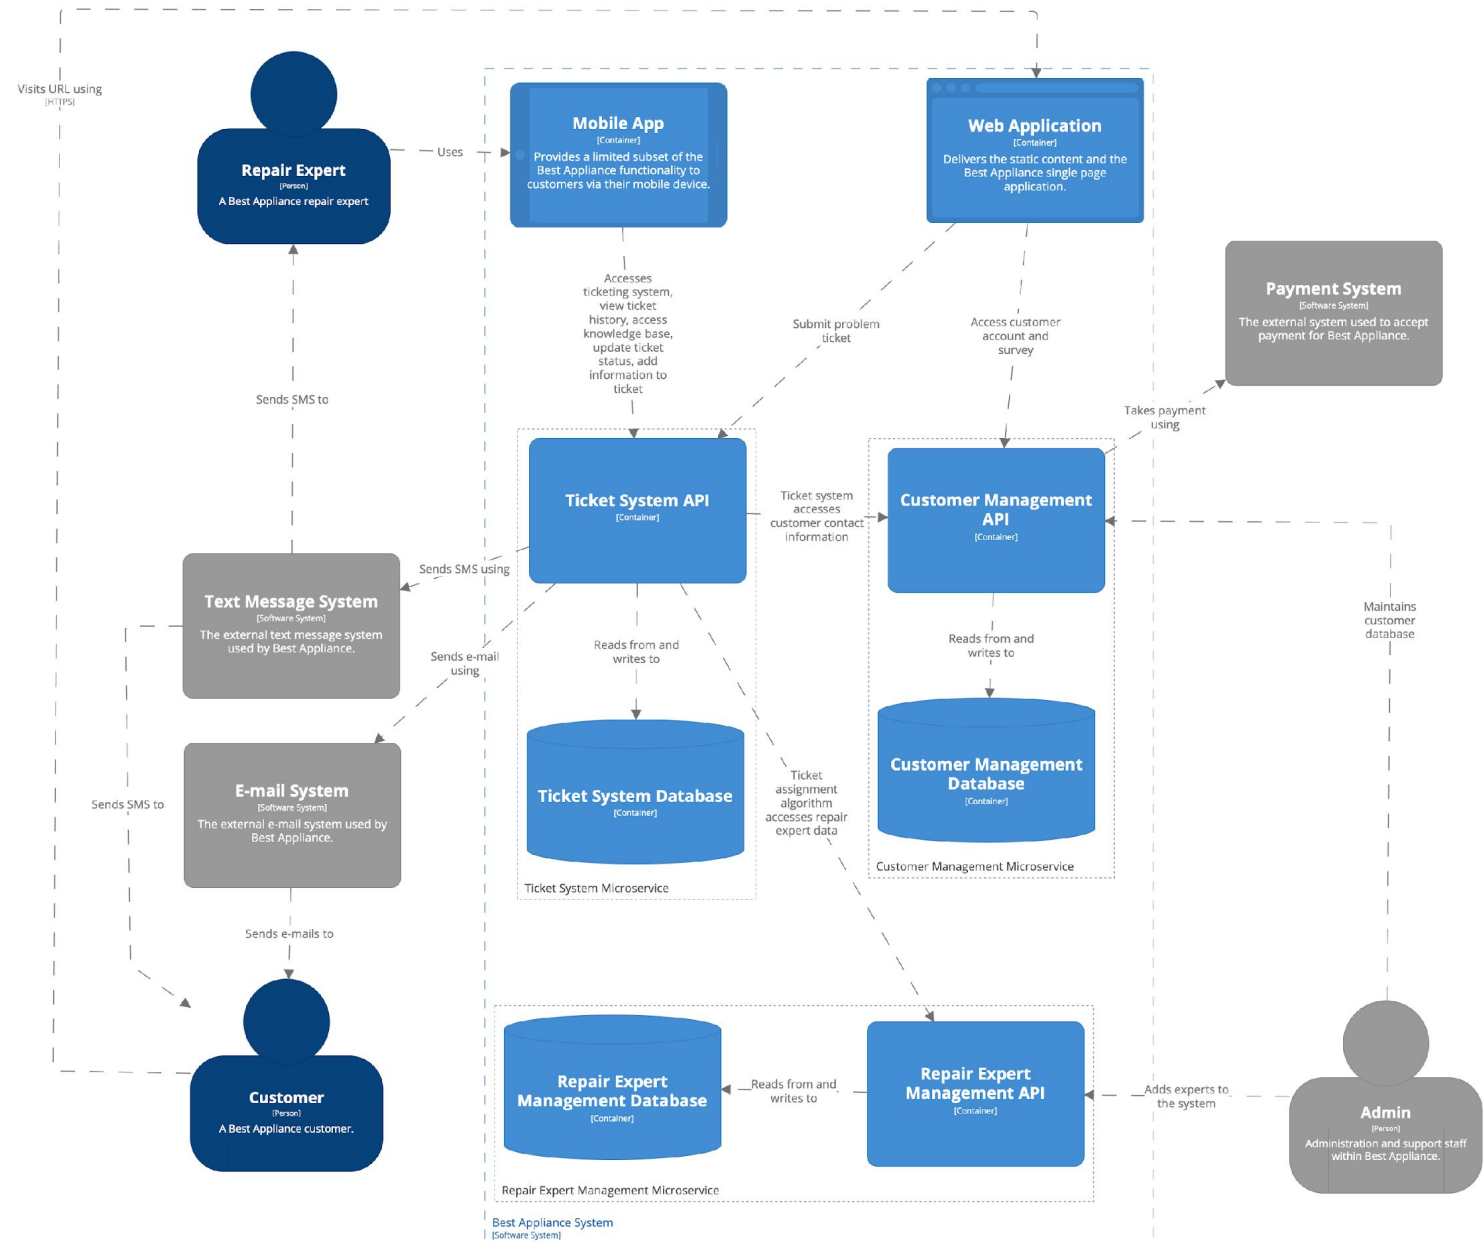 Visits URL using
[HTTPS]
Repair Expert
[Person]
A Best Appliance repair expert
Uses
Mobile App
[Container]
Provides a limited subset of the
Best Appliance functionality to
customers via their mobile device.
Web Application
[Container]
Delivers the static content and the
Best Appliance single page
application.
Accesses
ticketing system,
view ticket
history, access
knowledge base,
update ticket
status, add
information to
ticket
Submit problem
ticket
Access customer
account and
survey
Payment System
[Software System]
The external system used to accept
payment for Best Appliance.
Takes payment
using
Sends SMS to
Ticket System API
[Container]
Ticket system
accesses
customer contact
information
Customer Management
API
[Container]
Sends SMS using
Text Message System
[Software System]
The external text message system
used by Best Appliance.
Sends e-mail
using
Reads from and
writes to
Reads from and
writes to
Maintains
customer
database
E-mail System
[Software System]
The external e-mail system used by
Best Appliance.
Sends SMS to
Ticket System Database
[Container]
Ticket
assignment
algorithm
accesses repair
expert data
Customer Management
Database
[Container]
Customer Management Microservice
Ticket System Microservice
Sends e-mails to
Customer
[Person]
A Best Appliance customer.
Repair Expert
Management Database
[Container]
Reads from and
writes to
Repair Expert
Management API
[Container]
Adds experts to
the system
Admin
[Person]
Administration and support staff
within Best Appliance.
Repair Expert Management Microservice
Best Appliance System
[Software System]